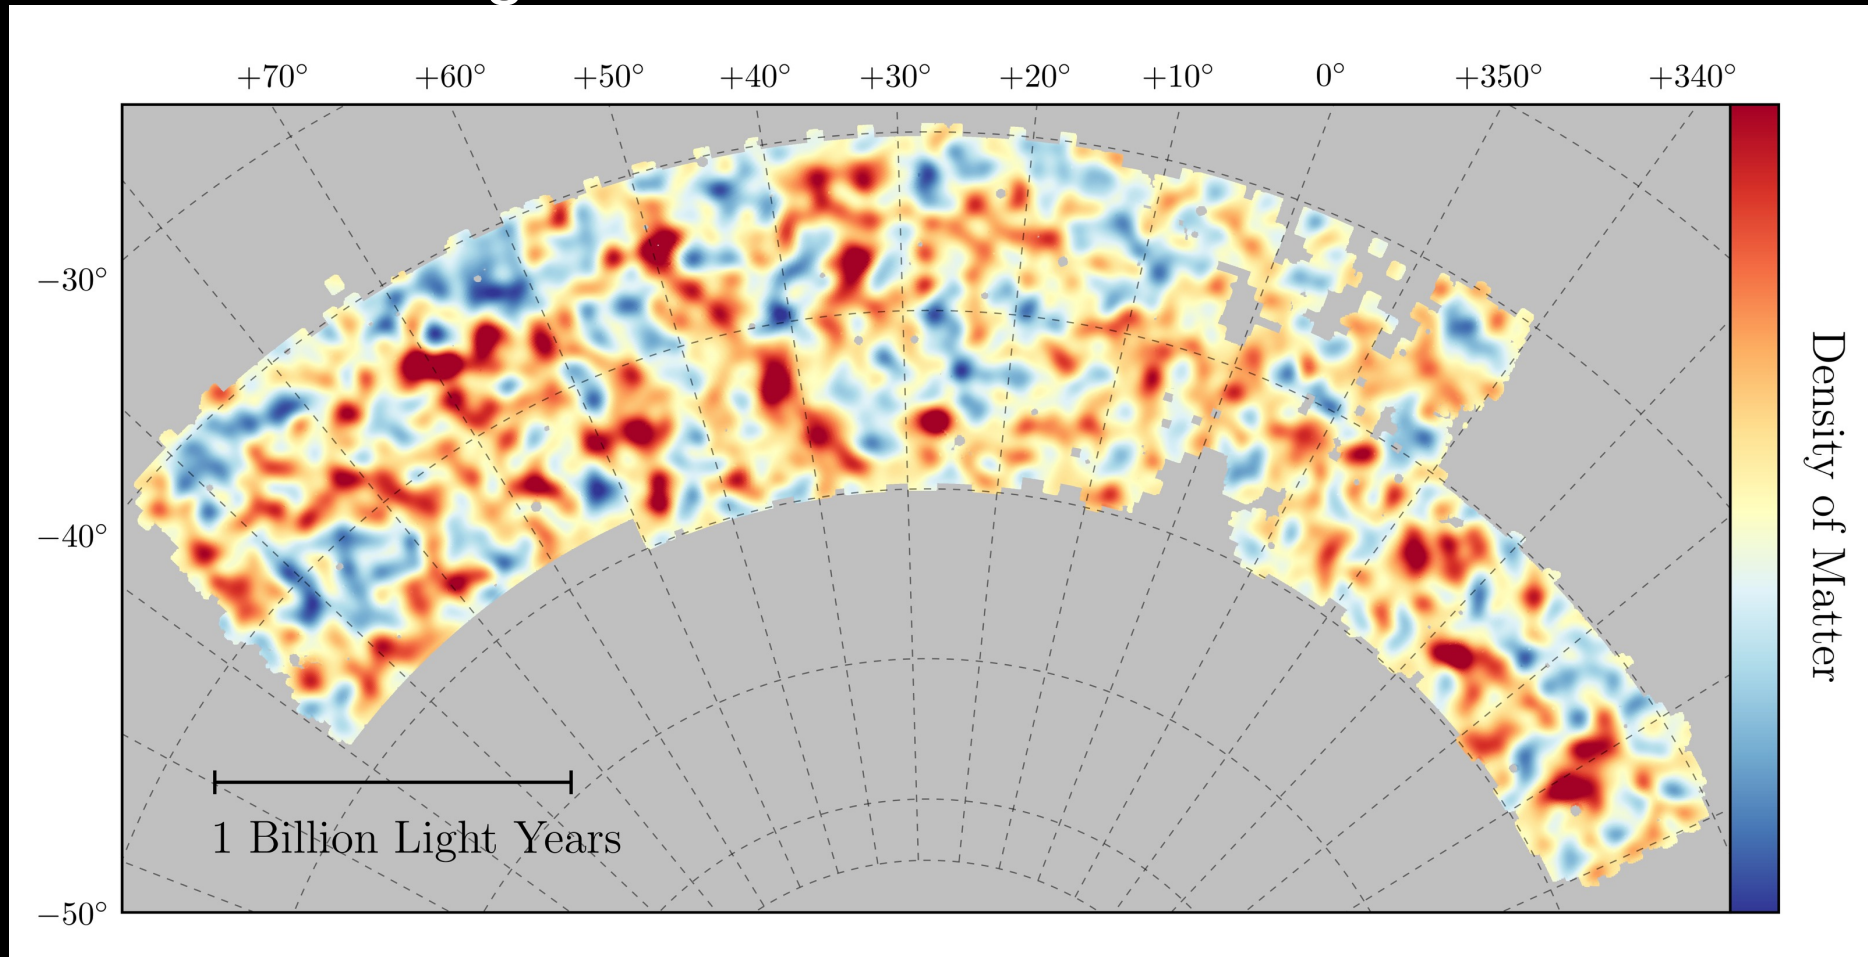 +70° +60° +50° +40° +30° +20° +10° 0° +350° +340°
−30°
−40°
−50°
1 Billion Light Years
Density of Matter